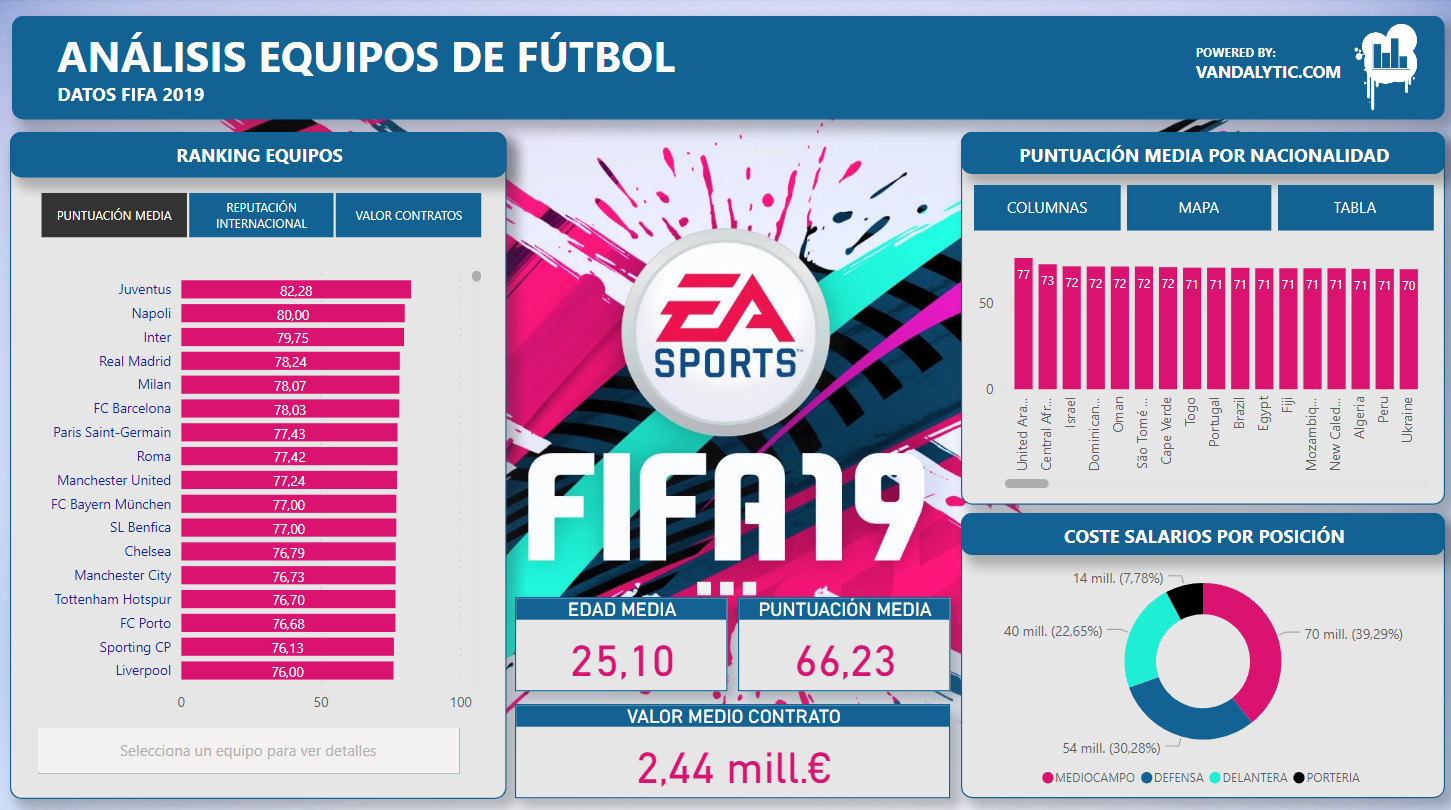 ANÁLISIS EQUIPOS DE FÚTBOL
DATOS FIFA 2019
POWERED BY:
VANDALYTIC.COM
RANKING EQUIPOS
PUNTUACIÓN MEDIA
REPUTACIÓN
INTERNACIONAL
VALOR CONTRATOS
Juventus 82,28
Napoli 80,00
Inter 79,75
Real Madrid 78,24
Milan 78,07
FC Barcelona 78,03
Paris Saint-Germain 77,43
Roma 77,42
Manchester United 77,24
FC Bayern München 77,00
SL Benfica 77,00
Chelsea 76,79
Manchester City 76,73
Tottenham Hotspur 76,70
FC Porto 76,68
Sporting CP 76,13
Liverpool 76,00
0 50 100
Selecciona un equipo para ver detalles
EA
SPORTS™
FIFA19
EDAD MEDIA
25,10
PUNTUACIÓN MEDIA
66,23
VALOR MEDIO CONTRATO
2,44 mill.€
PUNTUACIÓN MEDIA POR NACIONALIDAD
COLUMNAS
MAPA
TABLA
77 73 72 72 72 72 72 71 71 71 71 71 71 71 71 71 70
50
0
United Ara...
Central Afr...
Israel
Dominican...
Oman
São Tomé ...
Cape Verde
Togo
Portugal
Brazil
Egypt
Fiji
Mozambiq...
New Caled...
Algeria
Peru
Ukraine
COSTE SALARIOS POR POSICIÓN
14 mill. (7,78%)
40 mill. (22,65%)
70 mill. (39,29%)
54 mill. (30,28%)
MEDIOCAMPO DEFENSA DELANTERA PORTERIA